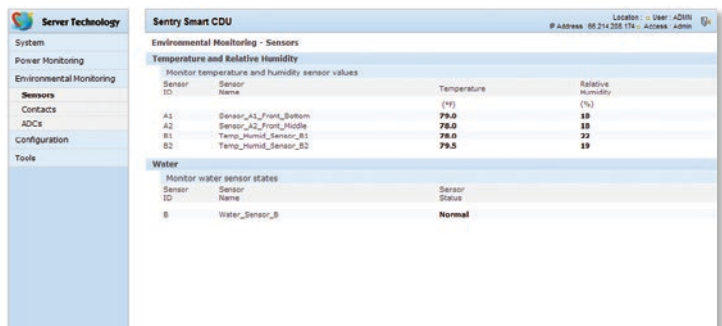 Server Technology
Sentry Smart CDU
Location : User : ADMN
IP Address : 66.214.208.174 Access : Admin
System
Power Monitoring
Environmental Monitoring
Sensors
Contacts
ADCs
Configuration
Tools
Environmental Monitoring - Sensors
Temperature and Relative Humidity
Monitor temperature and humidity sensor values
Sensor ID Sensor Name Temperature Relative Humidity
(°F) (%)
A1 Sensor_A1_Front_Bottom 79.0 18
A2 Sensor_A2_Front_Middle 78.0 18
B1 Temp_Humid_Sensor_B1 78.0 22
B2 Temp_Humid_Sensor_B2 79.5 19
Water
Monitor water sensor states
Sensor ID Sensor Name Sensor Status
B Water_Sensor_B Normal